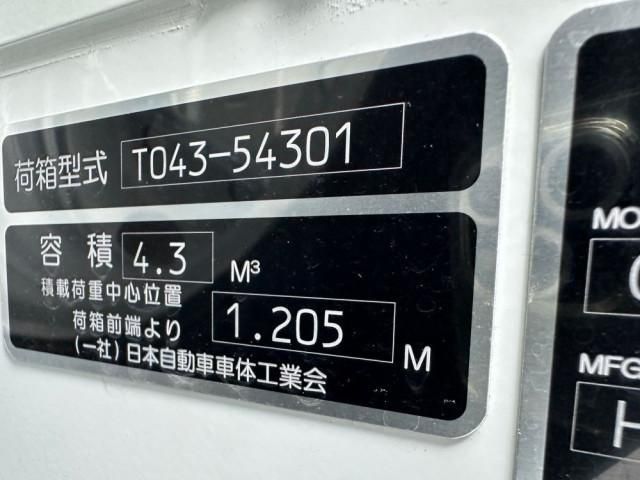 荷箱型式 T043-54301
容積 4.3 M³
積載荷重中心位置
荷箱前端より 1.205 M
(一社)日本自動車車体工業会
MO
MFG
H